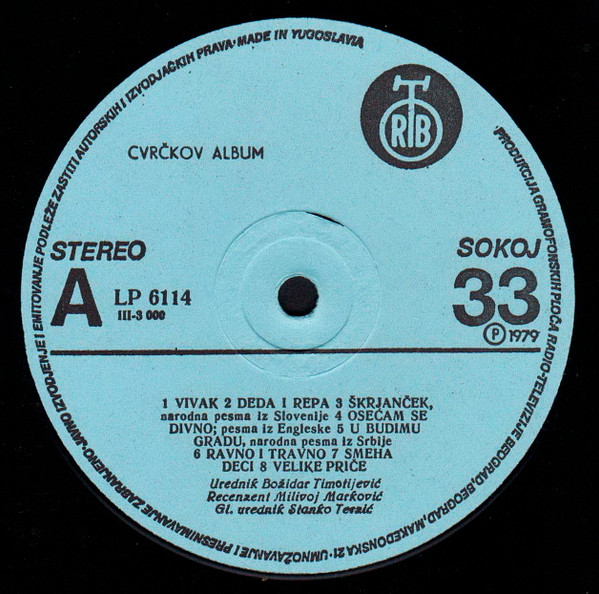 CVRČKOV ALBUM
RTB
STEREO
SOKOJ
A
LP 6114
III-3 000
33
Ⓟ 1979
1 VIVAK 2 DEDA I REPA 3 ŠKRJANČEK,
narodna pesma iz Slovenije 4 OSEĆAM SE
DIVNO; pesma iz Engleske 5 U BUDIMU
GRADU, narodna pesma iz Srbije
6 RAVNO I TRAVNO 7 SMEHA
DECI 8 VELIKE PRIČE
Urednik Božidar Timotijević
Recenzent Milivoj Marković
Gl. urednik Stanko Terzić
PRODUKCIJA GRAMOFONSKIH PLOČA RADIO-TELEVIZIJE BEOGRAD, BEOGRAD, MAKEDONSKA 21 · UMNOŽAVANJE I PRESNIMAVANJE ZABRANJENO · JAVNO IZVODJENJE I EMITOVANJE PODLEŽE ZAŠTITI AUTORSKIH I IZVODJAČKIH PRAVA · MADE IN YUGOSLAVIA